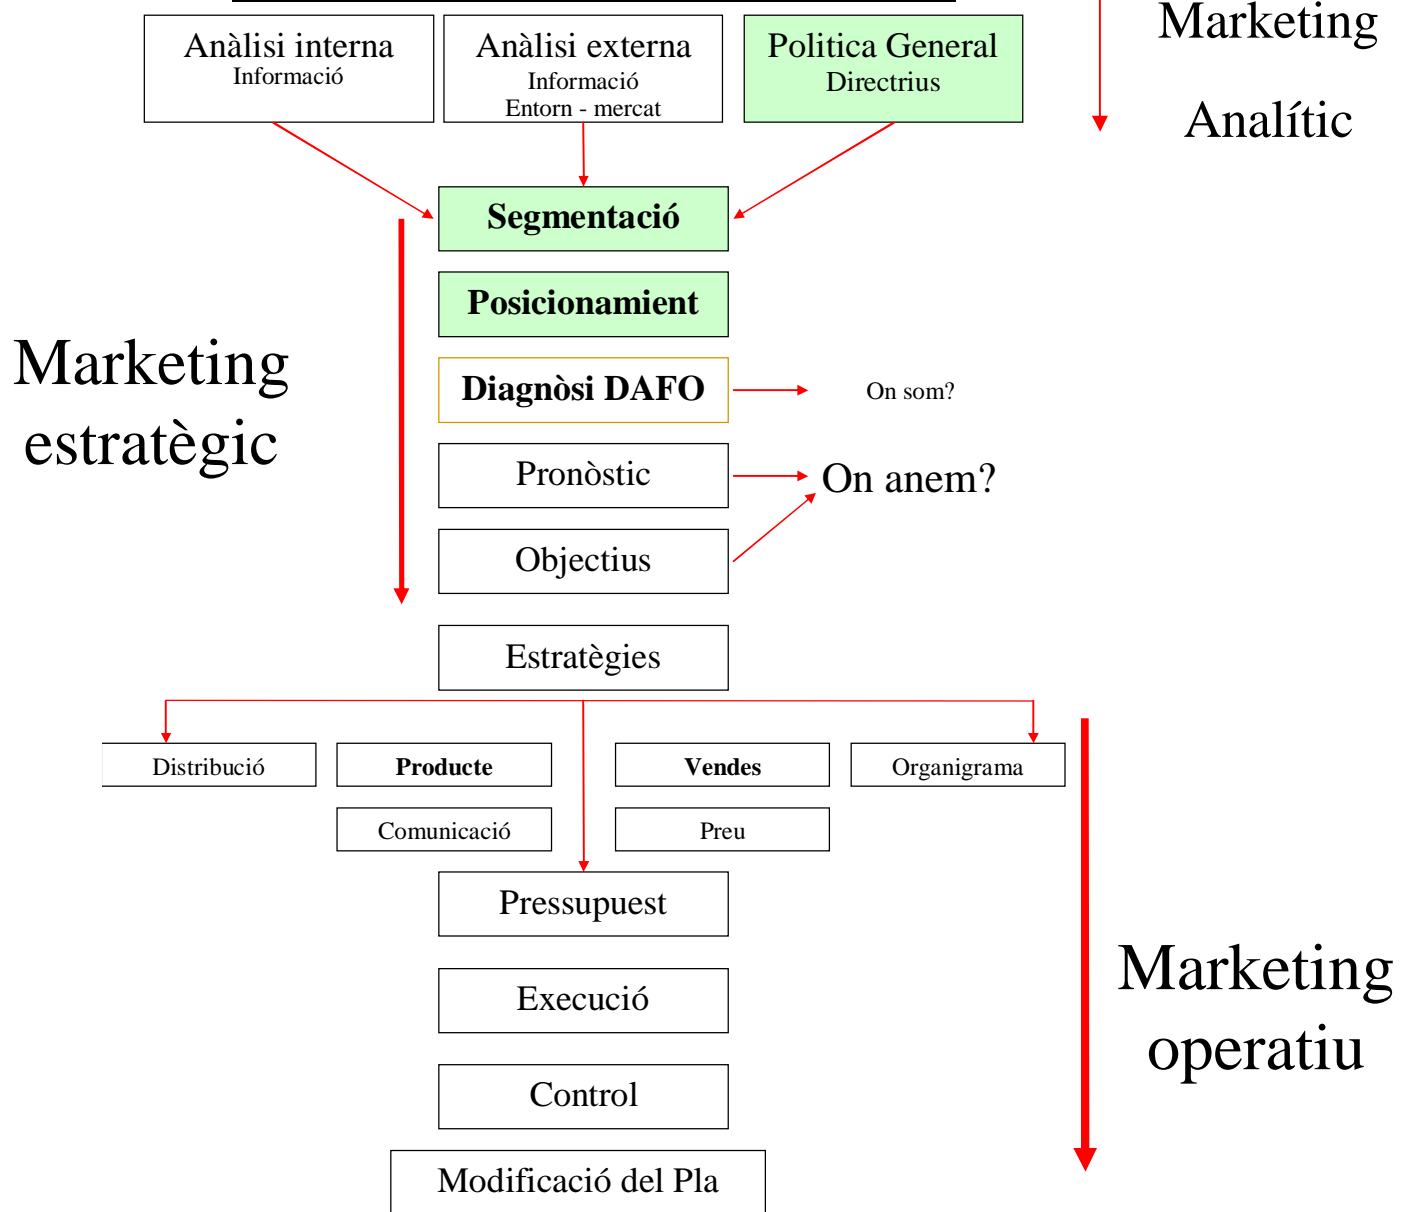 Marketing
Analític
Anàlisi interna
Informació
Anàlisi externa
Informació
Entorn - mercat
Politica General
Directrius
Segmentació
Posicionamient
Marketing
estratègic
Diagnòsi DAFO
On som?
Pronòstic
On anem?
Objectius
Estratègies
Distribució
Producte
Vendes
Organigrama
Comunicació
Preu
Pressupuest
Marketing
operatiu
Execució
Control
Modificació del Pla